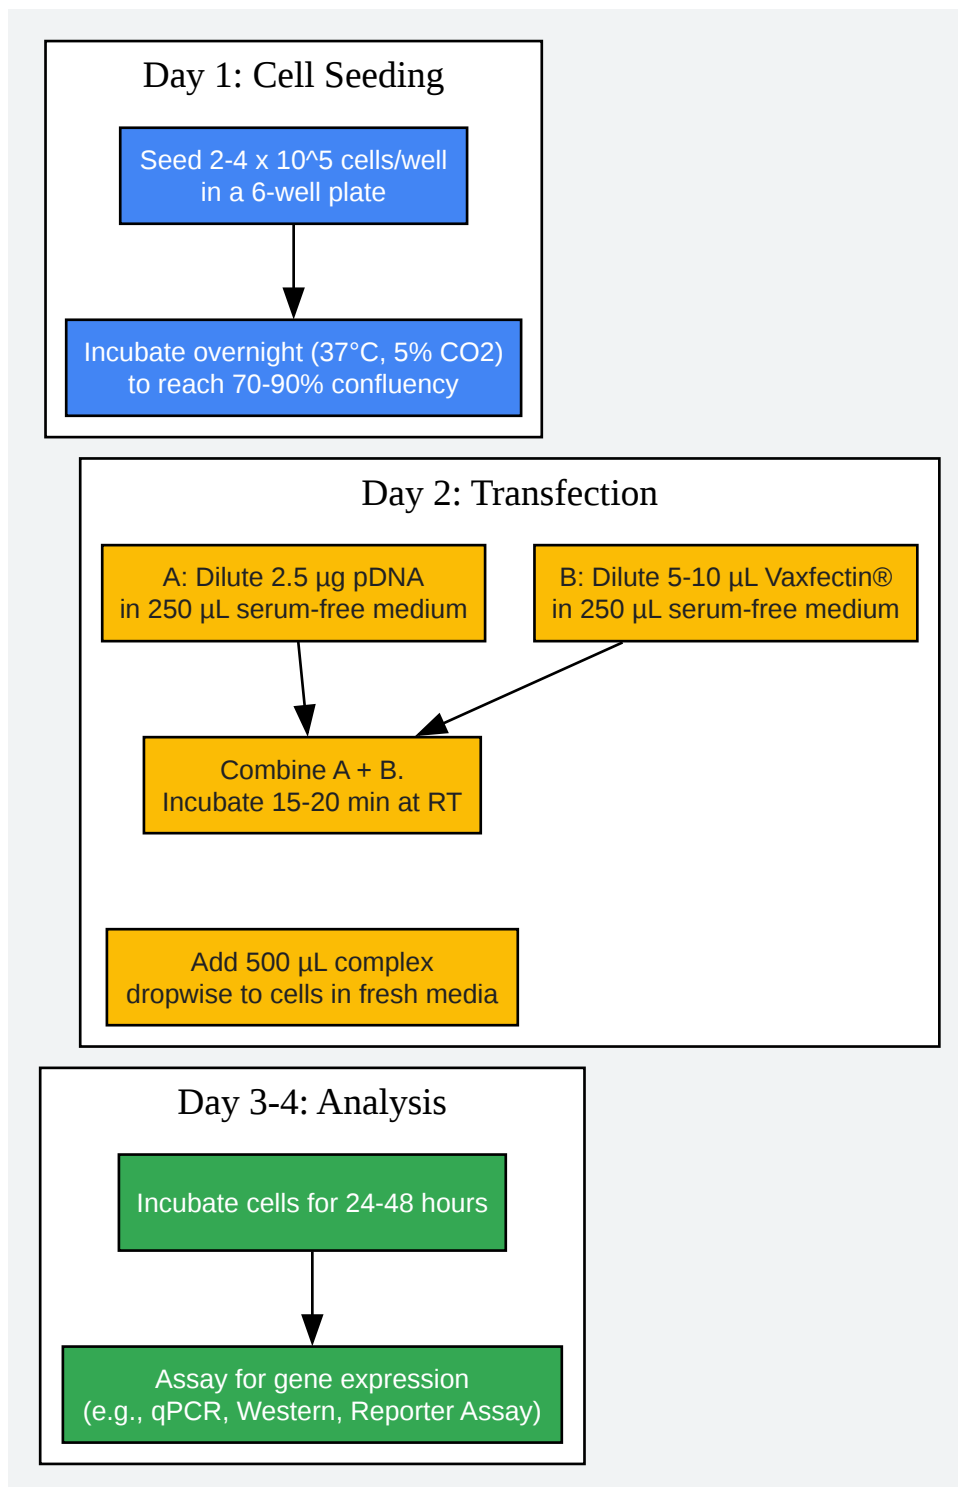 Day 1: Cell Seeding
Seed 2-4 x 10^5 cells/well
in a 6-well plate
Incubate overnight (37°C, 5% CO2)
to reach 70-90% confluency
Day 2: Transfection
A: Dilute 2.5 µg pDNA
in 250 µL serum-free medium
B: Dilute 5-10 µL Vaxfectin®
in 250 µL serum-free medium
Combine A + B.
Incubate 15-20 min at RT
Add 500 µL complex
dropwise to cells in fresh media
Day 3-4: Analysis
Incubate cells for 24-48 hours
Assay for gene expression
(e.g., qPCR, Western, Reporter Assay)